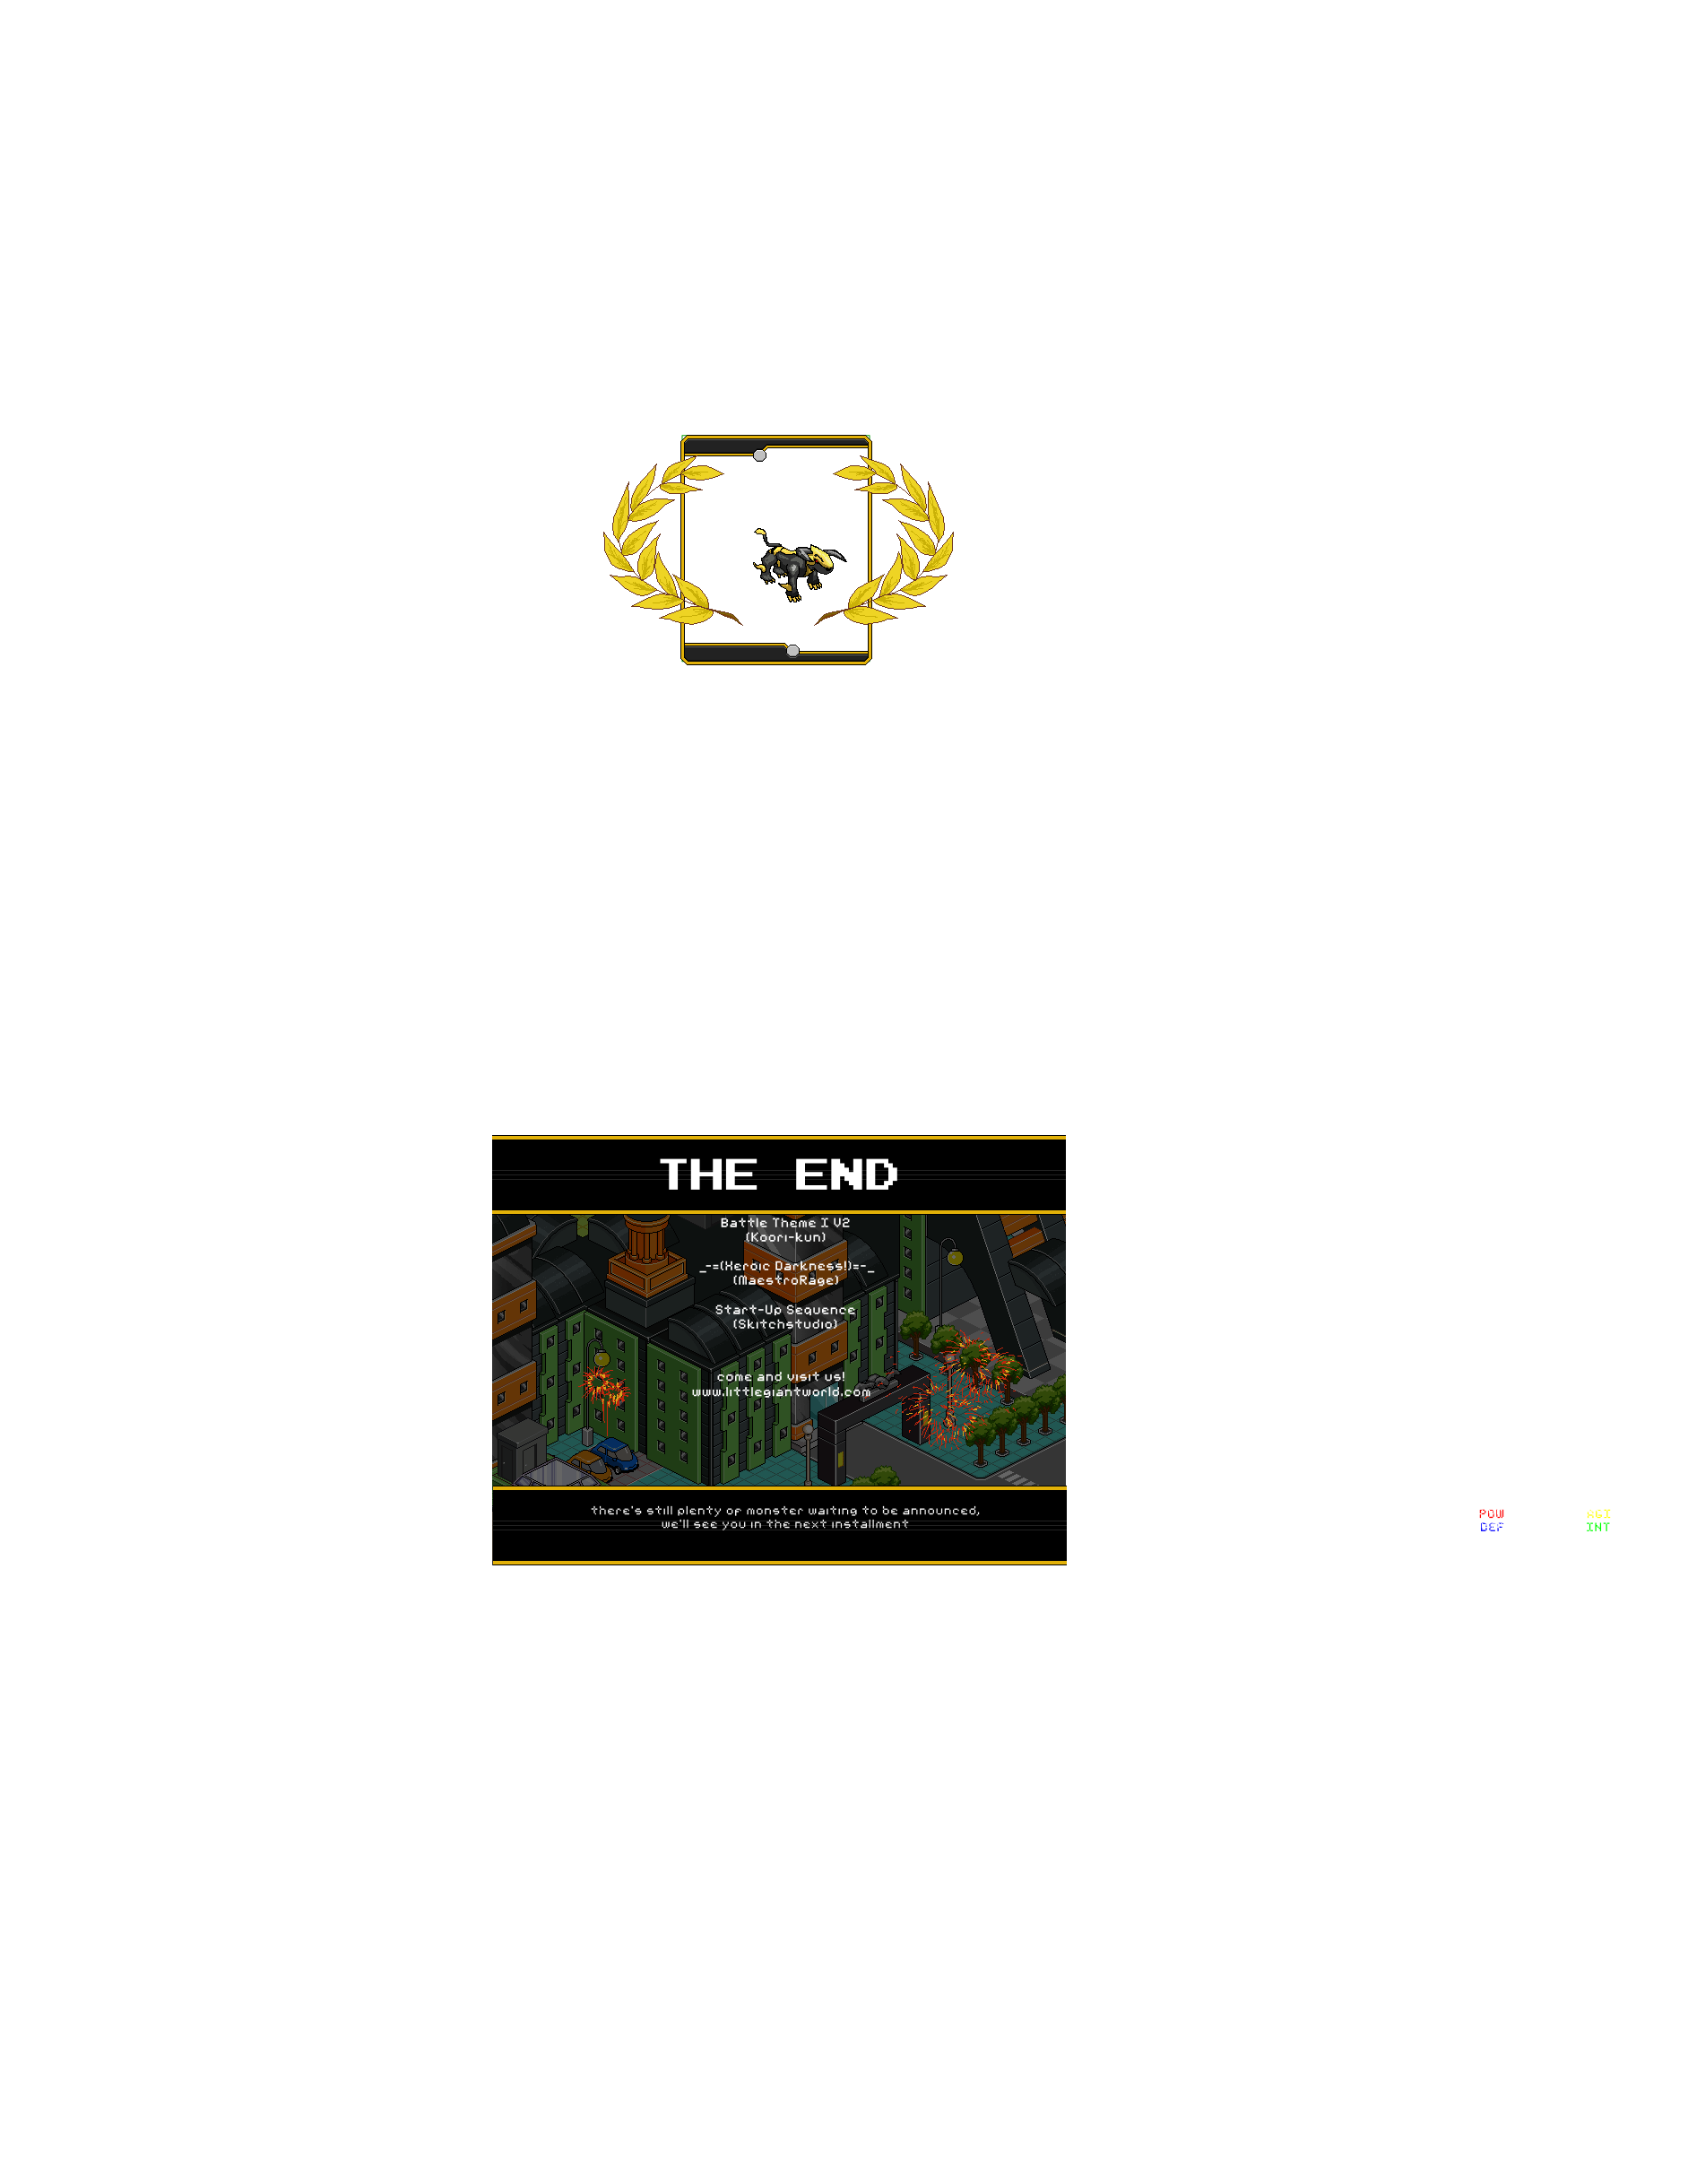 THE END
Battle Theme I V2
(Koori-kun)
_-=(Xeroic Darkness!)=-_
(MaestroRage)
Start-Up Sequence
(Skitchstudio)
come and visit us!
www.littlegiantworld.com
there's still plenty of monster waiting to be announced,
we'll see you in the next installment
POW AGI
DEF INT